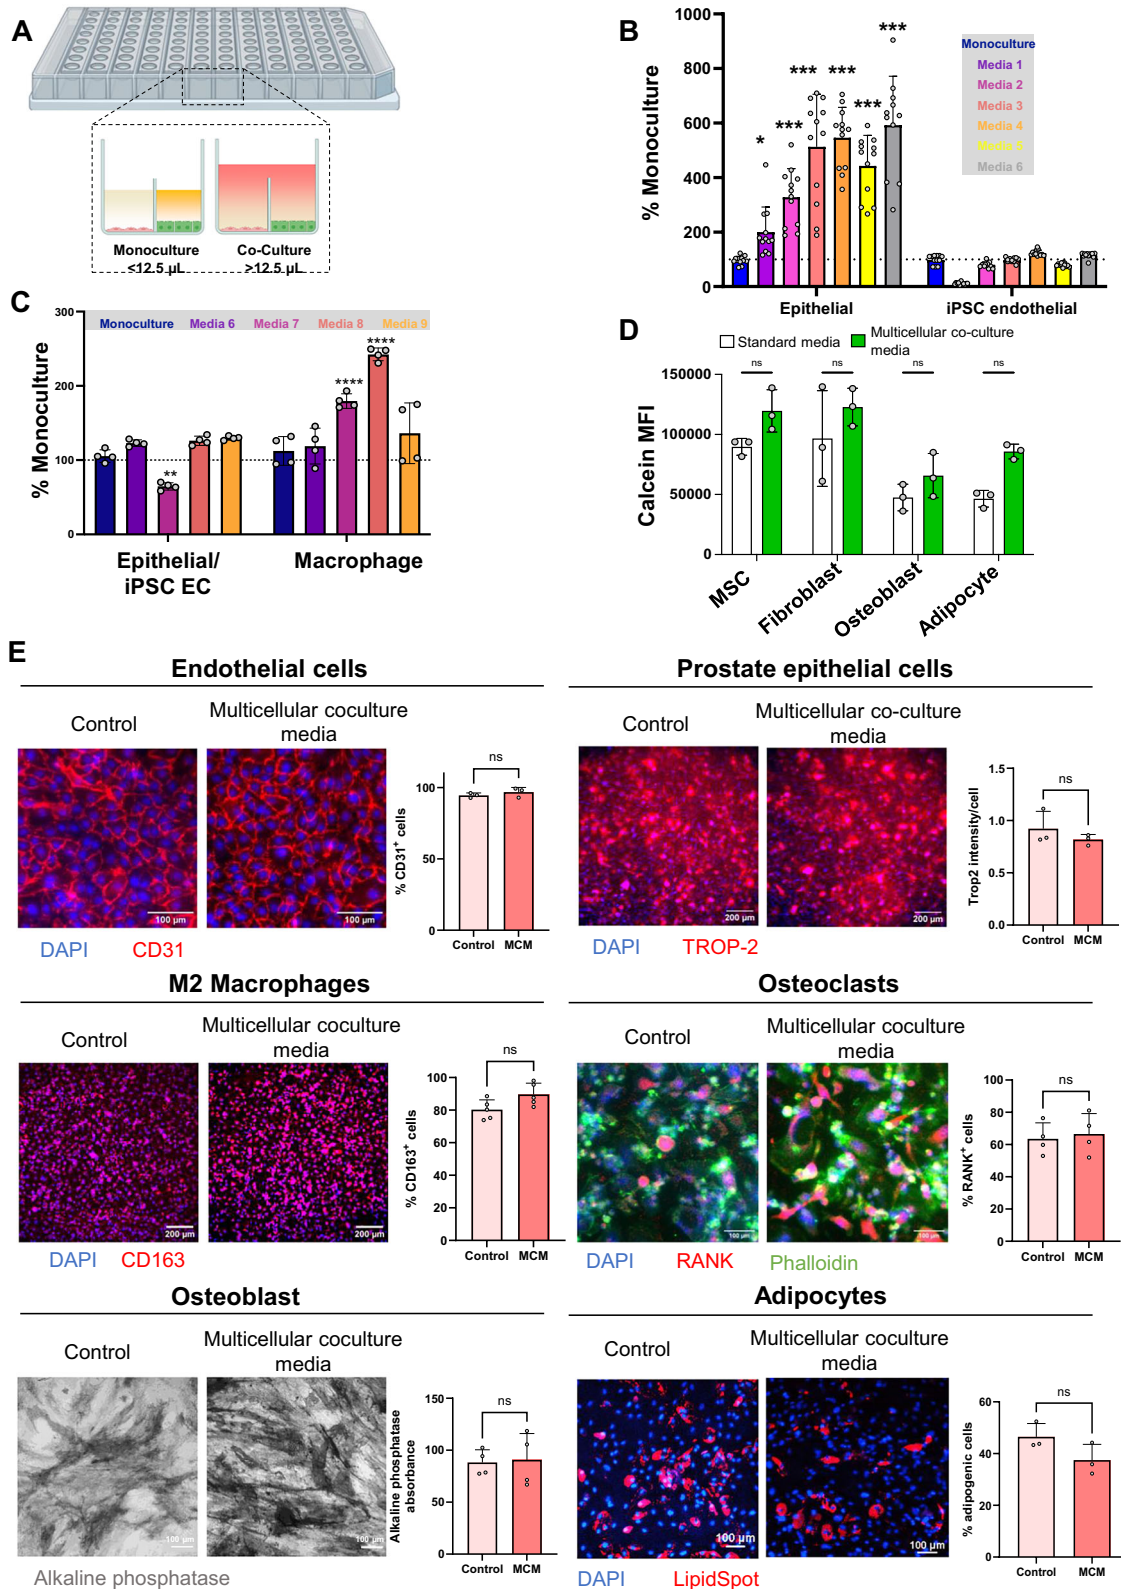 A
Monoculture
<12.5 µL
Co-Culture
>12.5 µL
B
% Monoculture
1000
800
600
400
200
0
*
***
***
***
***
***
Epithelial
iPSC endothelial
Monoculture
Media 1
Media 2
Media 3
Media 4
Media 5
Media 6
C
% Monoculture
300
200
100
0
Monoculture
Media 6
Media 7
Media 8
Media 9
**
****
****
Epithelial/
iPSC EC
Macrophage
D
Standard media
Multicellular co-culture
media
Calcein MFI
150000
100000
50000
0
ns
ns
ns
ns
MSC
Fibroblast
Osteoblast
Adipocyte
E
Endothelial cells
Control
Multicellular coculture
media
100 µm
100 µm
DAPI
CD31
% CD31+ cells
100
50
0
ns
Control
MCM
Prostate epithelial cells
Control
Multicellular co-culture
media
200 µm
200 µm
DAPI
TROP-2
Trop2 intensity/cell
1.5
1.0
0.5
0.0
ns
Control
MCM
M2 Macrophages
Control
Multicellular coculture
media
200 µm
200 µm
DAPI
CD163
% CD163+ cells
100
80
60
40
20
0
ns
Control
MCM
Osteoclasts
Control
Multicellular coculture
media
100 µm
100 µm
DAPI
RANK
Phalloidin
% RANK+ cells
100
80
60
40
20
0
ns
Control
MCM
Osteoblast
Control
Multicellular coculture
media
100 µm
100 µm
Alkaline phosphatase
Alkaline phosphatase
absorbance
150
100
50
0
ns
Control
MCM
Adipocytes
Control
Multicellular coculture
media
100 µm
100 µm
DAPI
LipidSpot
% adipogenic cells
60
40
20
0
ns
Control
MCM